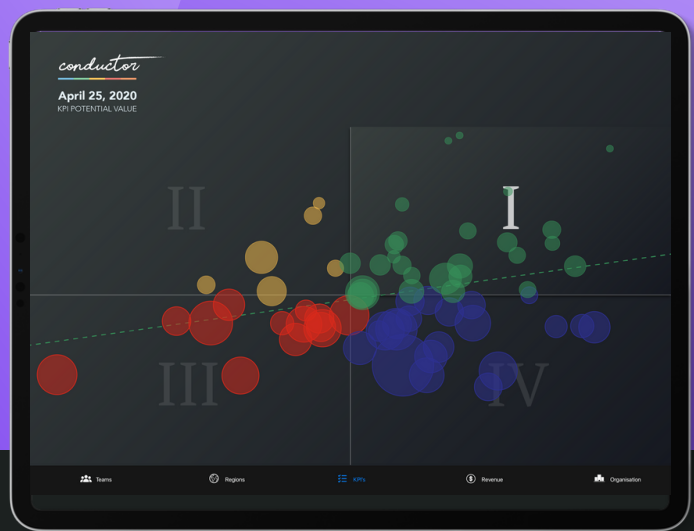 conductor
April 25, 2020
KPI POTENTIAL VALUE
II
I
III
IV
Teams
Regions
KPI's
Revenue
Organisation